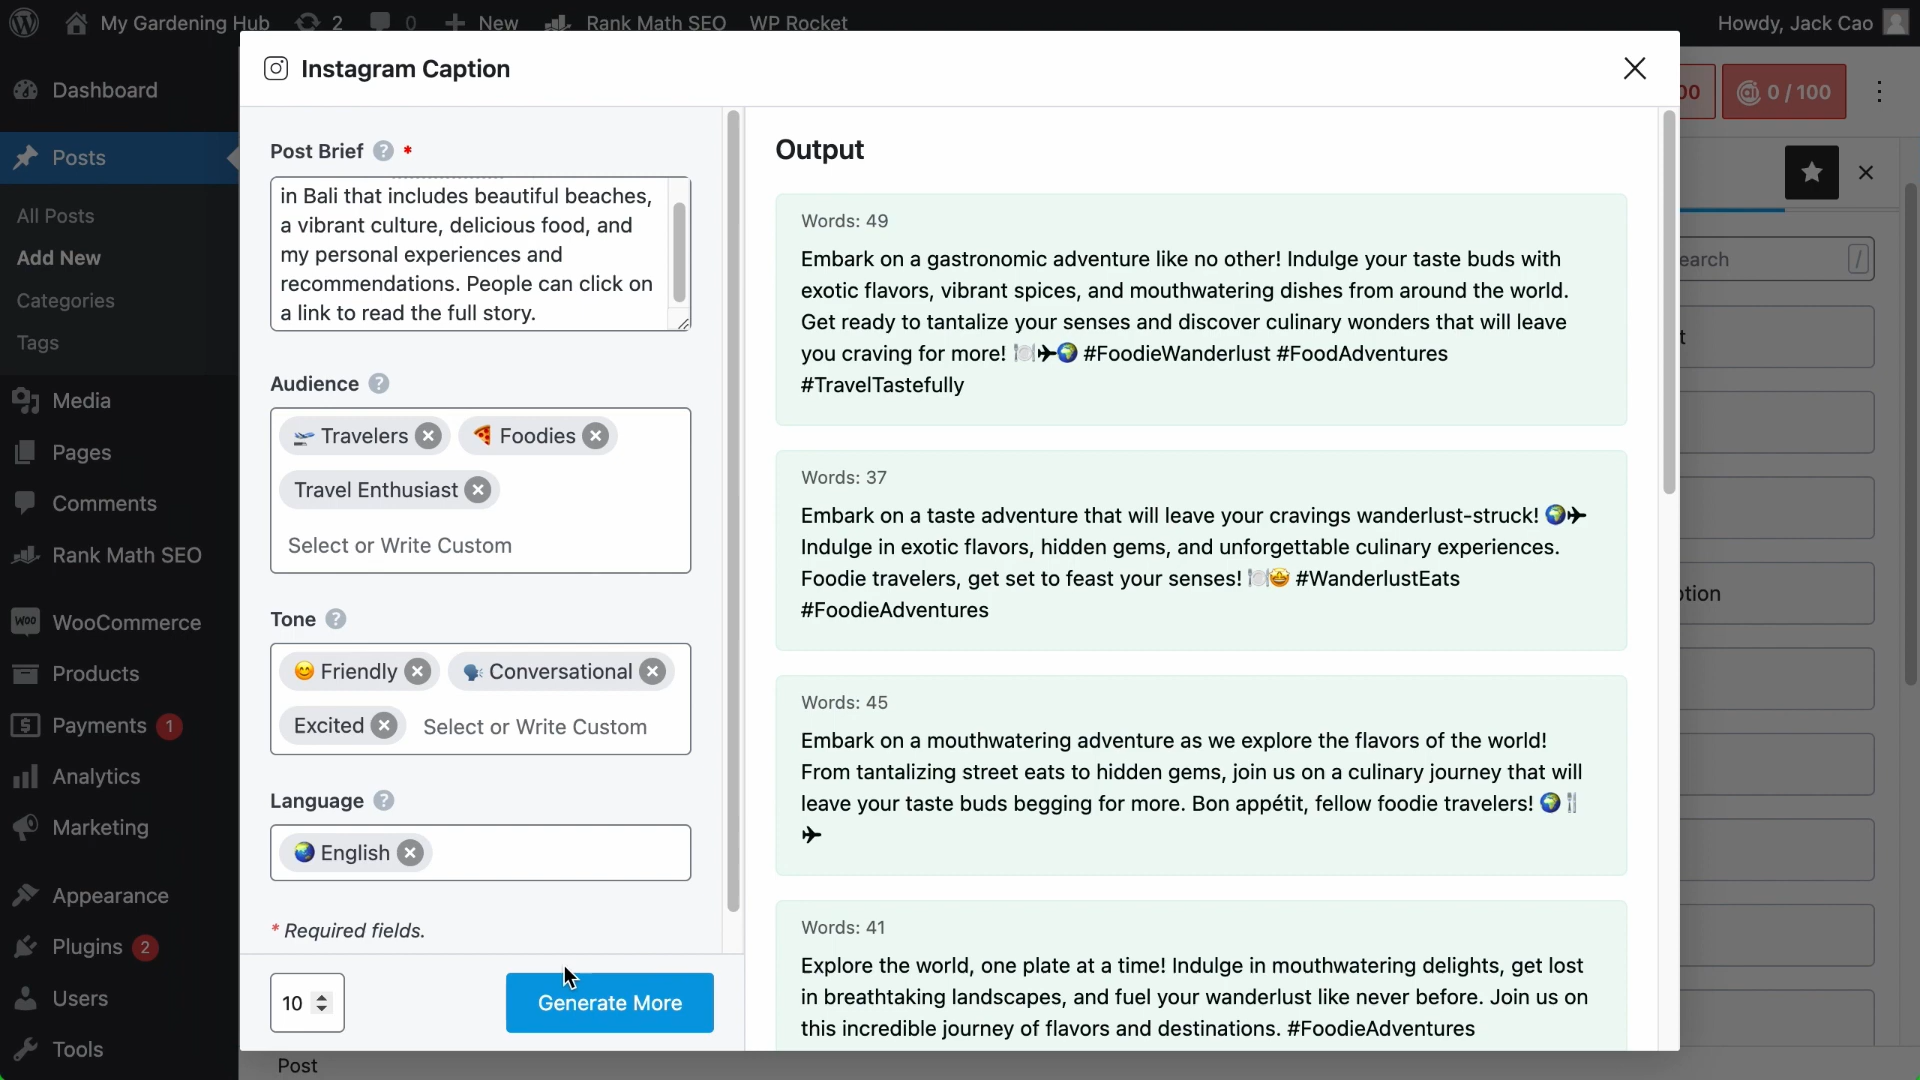 My Gardening Hub 2 0 New Rank Math SEO WP Rocket Howdy, Jack Cao
Dashboard
Posts
All Posts
Add New
Categories
Tags
Media
Pages
Comments
Rank Math SEO
WOO WooCommerce
Products
Payments 1
Analytics
Marketing
Appearance
Plugins 2
Users
Tools
Instagram Caption
Post Brief ? *
in Bali that includes beautiful beaches,
a vibrant culture, delicious food, and
my personal experiences and
recommendations. People can click on
a link to read the full story.
Audience ?
Travelers Foodies
Travel Enthusiast
Select or Write Custom
Tone ?
Friendly Conversational
Excited Select or Write Custom
Language ?
English
* Required fields.
10 Generate More
Output
Words: 49
Embark on a gastronomic adventure like no other! Indulge your taste buds with
exotic flavors, vibrant spices, and mouthwatering dishes from around the world.
Get ready to tantalize your senses and discover culinary wonders that will leave
you craving for more! 🍽✈🌍 #FoodieWanderlust #FoodAdventures
#TravelTastefully
Words: 37
Embark on a taste adventure that will leave your cravings wanderlust-struck! 🌍✈
Indulge in exotic flavors, hidden gems, and unforgettable culinary experiences.
Foodie travelers, get set to feast your senses! 🍽🤩 #WanderlustEats
#FoodieAdventures
Words: 45
Embark on a mouthwatering adventure as we explore the flavors of the world!
From tantalizing street eats to hidden gems, join us on a culinary journey that will
leave your taste buds begging for more. Bon appétit, fellow foodie travelers! 🌍🍴
✈
Words: 41
Explore the world, one plate at a time! Indulge in mouthwatering delights, get lost
in breathtaking landscapes, and fuel your wanderlust like never before. Join us on
this incredible journey of flavors and destinations. #FoodieAdventures
00 0 / 100
earch /
t
otion
Post